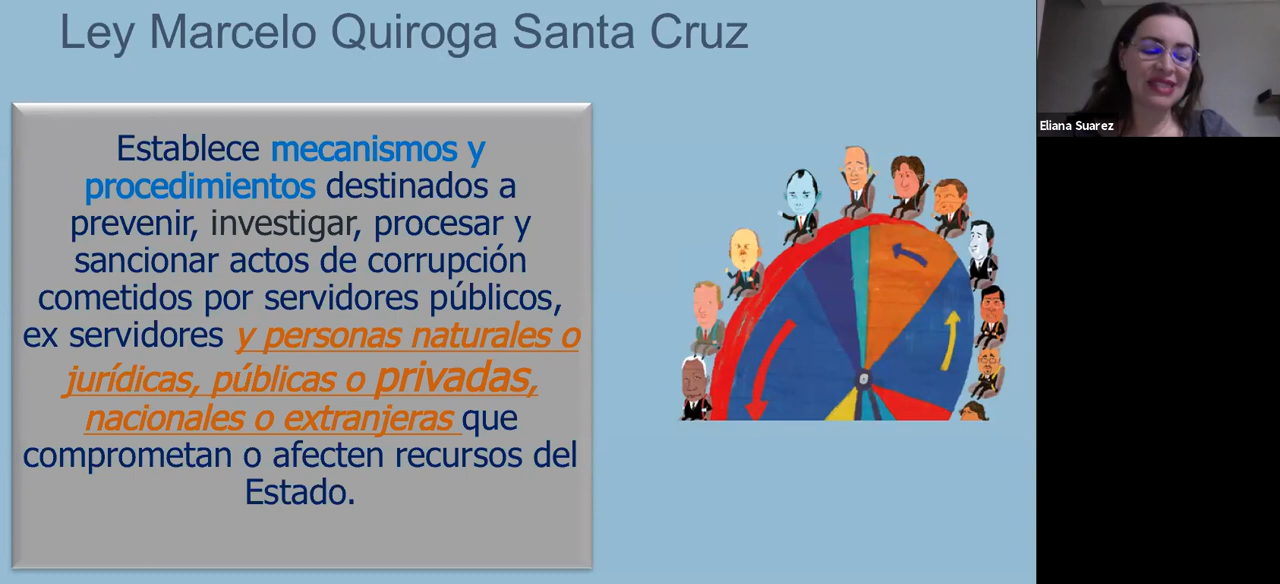 Ley Marcelo Quiroga Santa Cruz
Establece mecanismos y
procedimientos destinados a
prevenir, investigar, procesar y
sancionar actos de corrupción
cometidos por servidores públicos,
ex servidores y personas naturales o
jurídicas, públicas o privadas,
nacionales o extranjeras que
comprometan o afecten recursos del
Estado.
Eliana Suarez